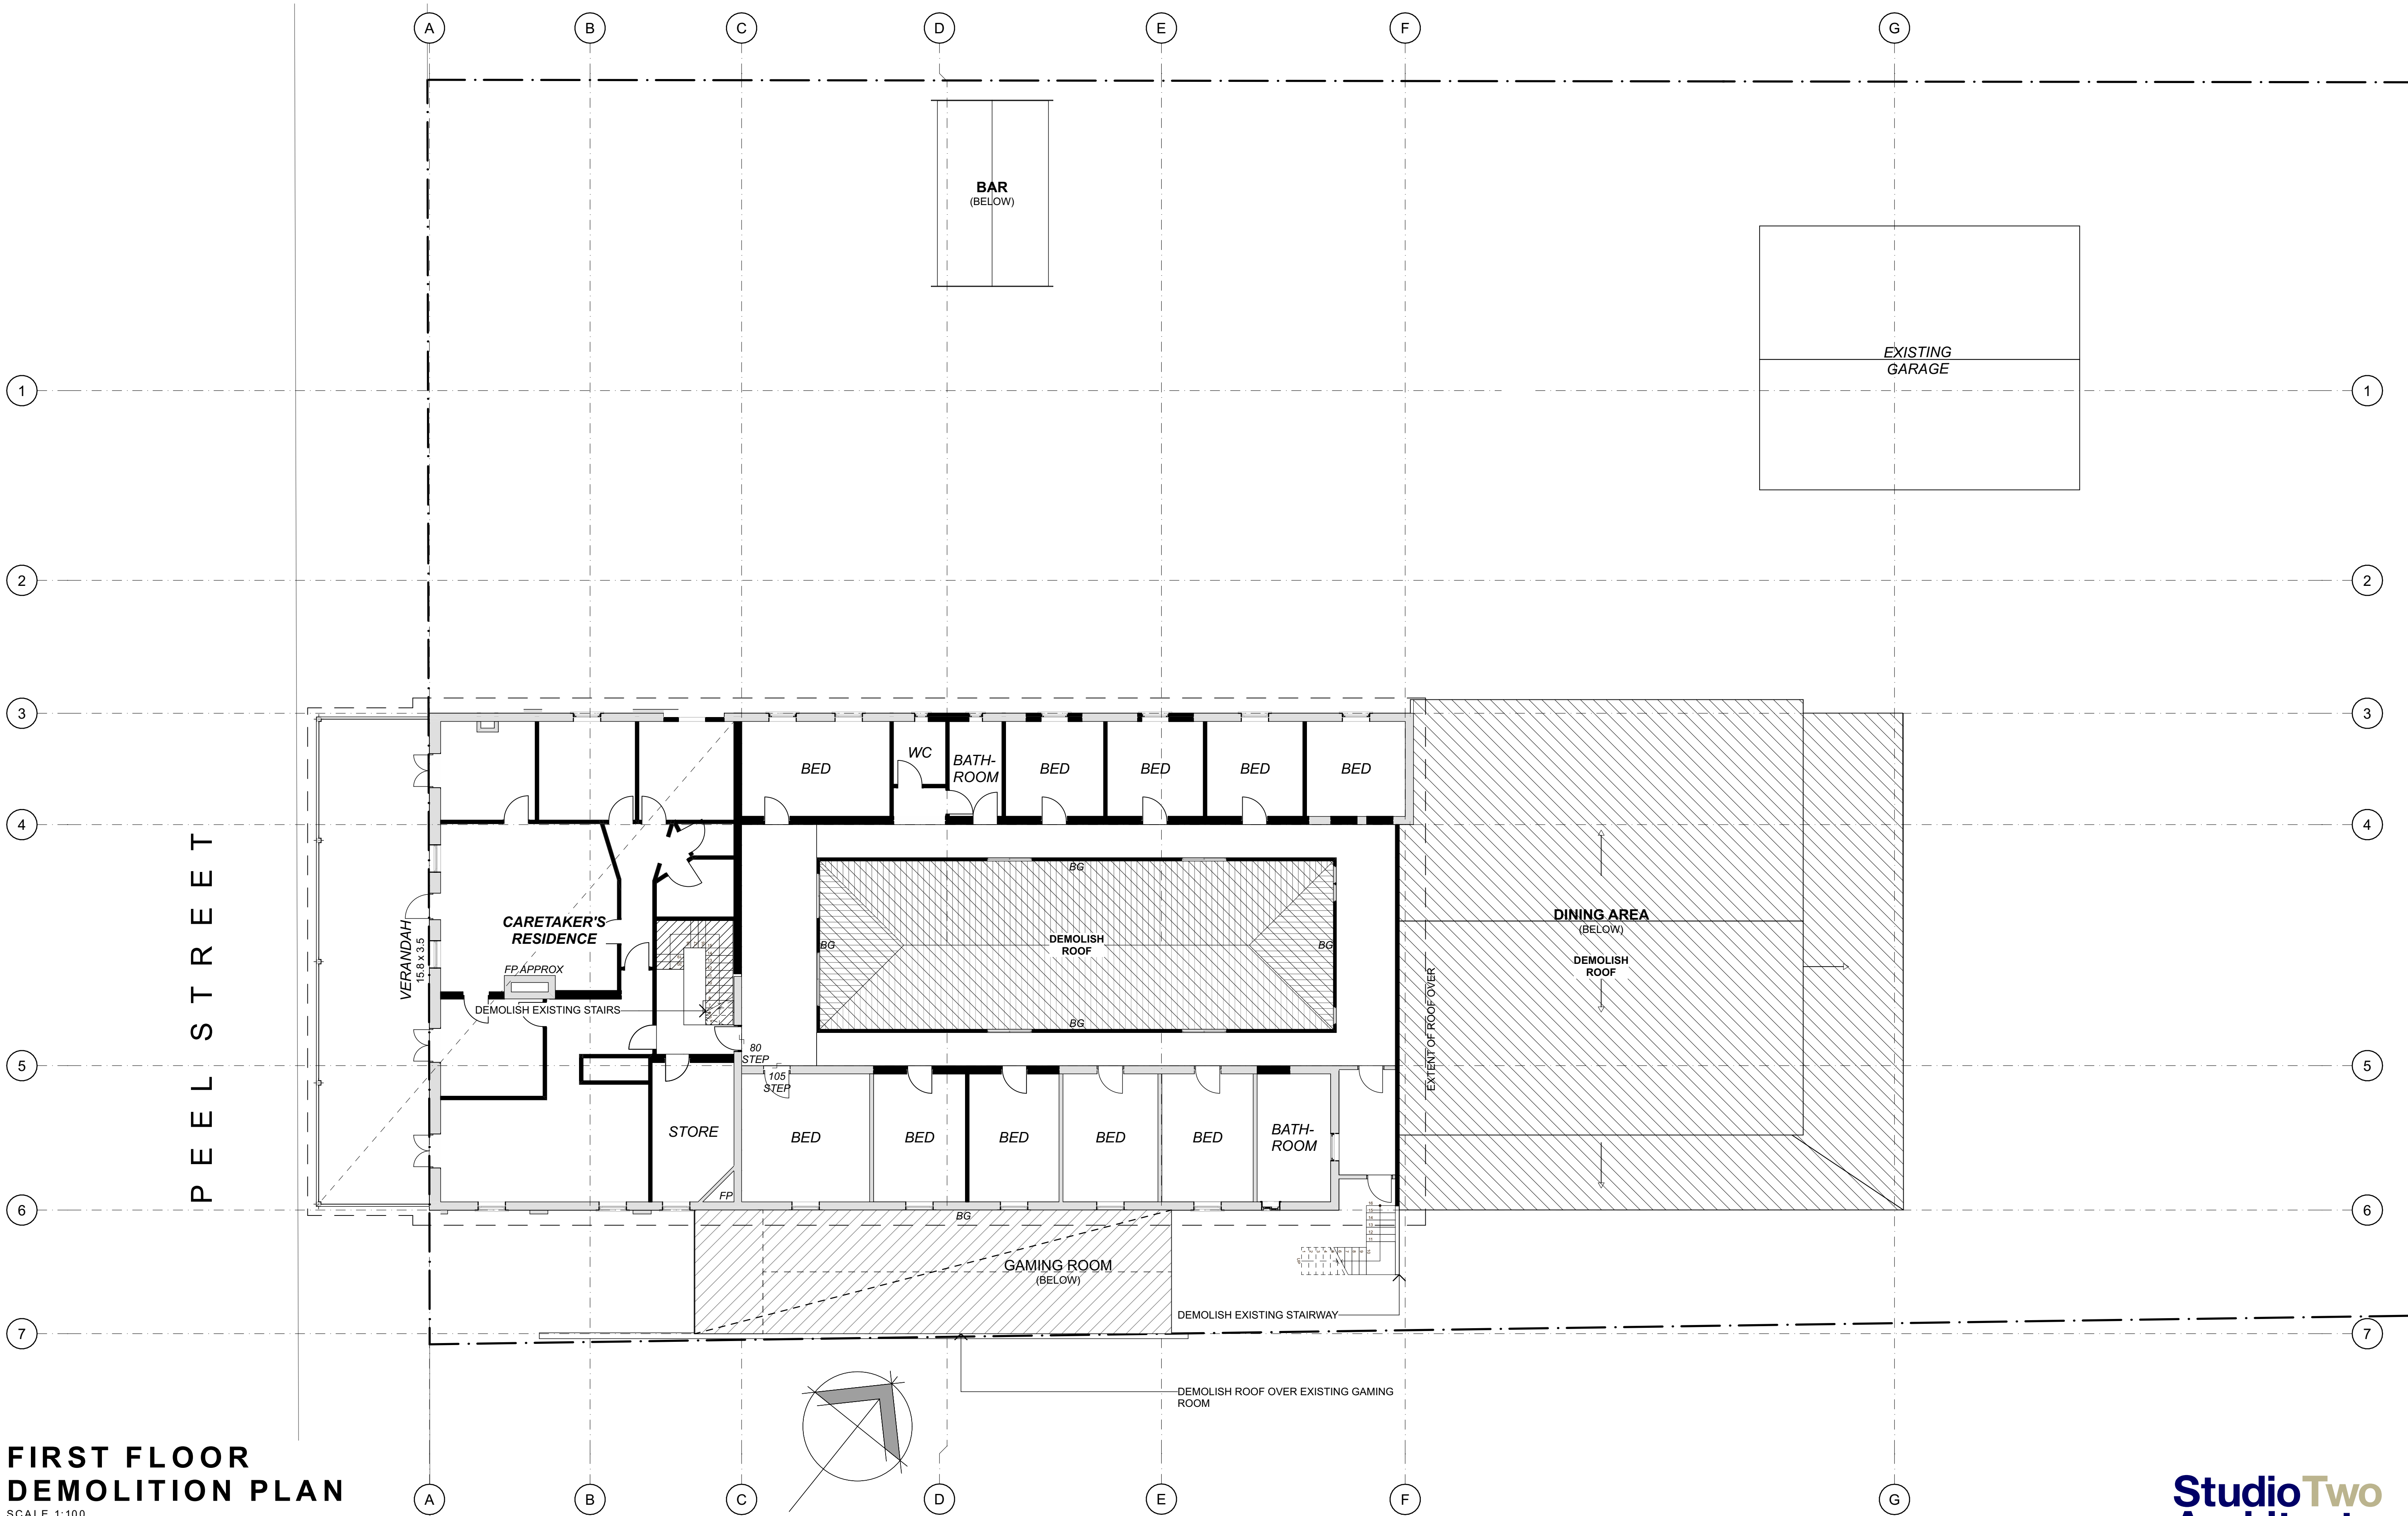 A B C D E F G
BAR
(BELOW)
EXISTING
GARAGE
1 1
2 2
3 3
WC
BATH-
ROOM
BED BED BED BED BED
4 4
PEEL STREET
VERANDAH
15.8 x 3.5
CARETAKER'S
RESIDENCE
FP APPROX
DEMOLISH EXISTING STAIRS
BG
BG
BG
BG
DEMOLISH
ROOF
EXTENT OF ROOF OVER
DINING AREA
(BELOW)
DEMOLISH
ROOF
80
STEP
5 5
105
STEP
STORE
FP
BED BED BED BED BED
BATH-
ROOM
6 6
BG
GAMING ROOM
(BELOW)
DEMOLISH EXISTING STAIRWAY
7 7
DEMOLISH ROOF OVER EXISTING GAMING
ROOM
FIRST FLOOR
DEMOLITION PLAN
SCALE 1:100
A B C D E F G
StudioTwo